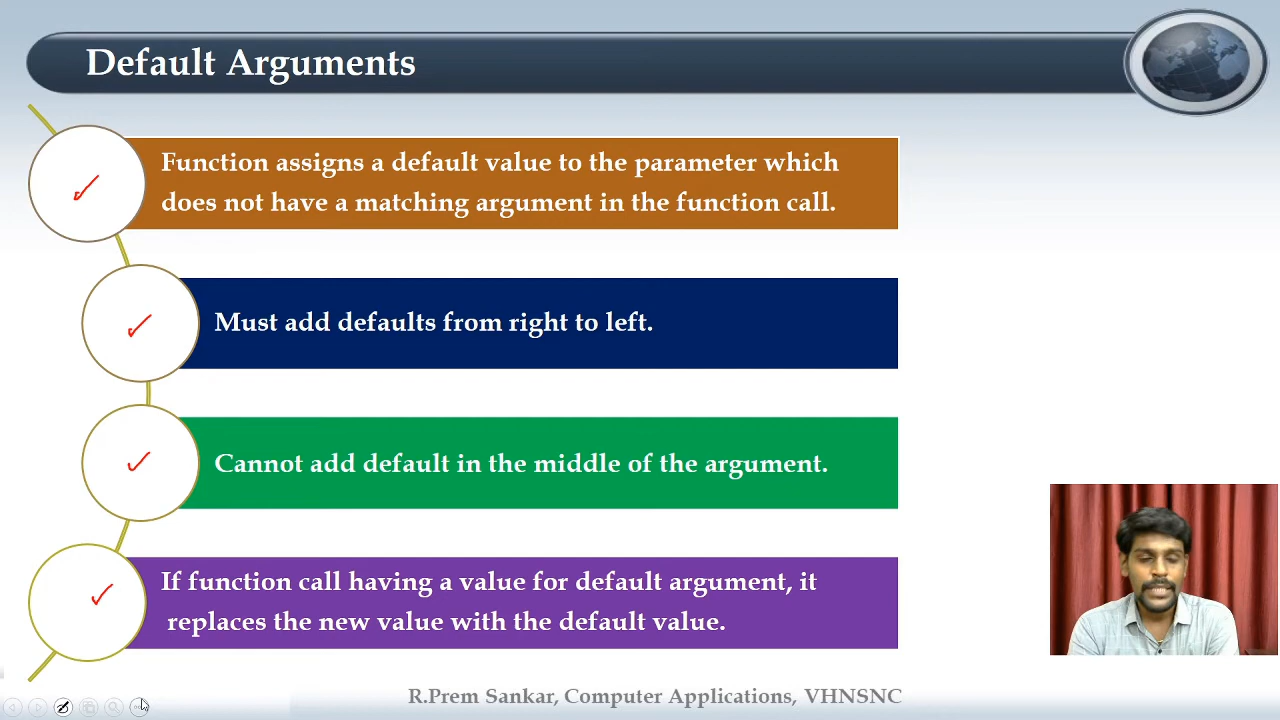 Default Arguments
Function assigns a default value to the parameter which
does not have a matching argument in the function call.
Must add defaults from right to left.
Cannot add default in the middle of the argument.
If function call having a value for default argument, it
replaces the new value with the default value.
R.Prem Sankar, Computer Applications, VHNSNC